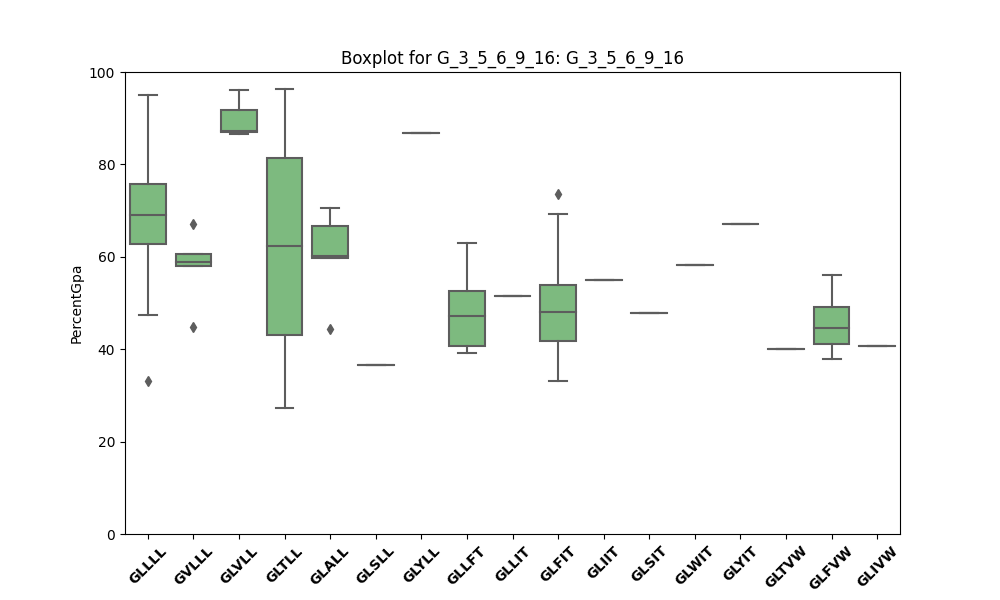 Boxplot for G_3_5_6_9_16: G_3_5_6_9_16
PercentGpa
100
80
60
40
20
0
GLLLL GVLLL GLVLL GLTLL GLALL GLSLL GLYLL GLLFT GLLIT GLFIT GLIIT GLSIT GLWIT GLYIT GLTVW GLFVW GLIVW